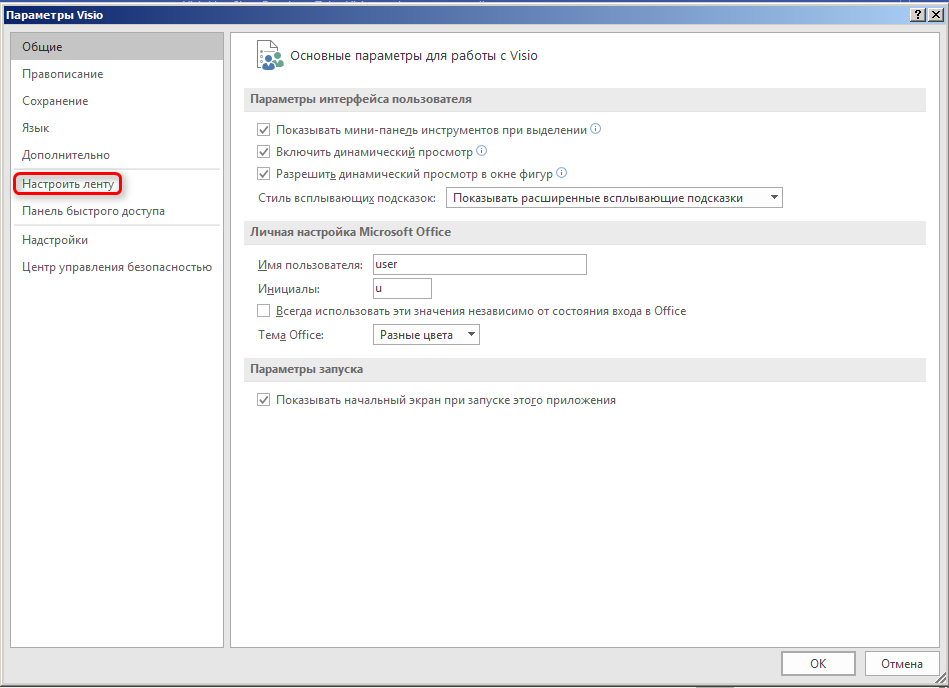 Параметры Visio
Общие
Правописание
Сохранение
Язык
Дополнительно
Настроить ленту
Панель быстрого доступа
Надстройки
Центр управления безопасностью
Основные параметры для работы с Visio
Параметры интерфейса пользователя
Показывать мини-панель инструментов при выделении
Включить динамический просмотр
Разрешить динамический просмотр в окне фигур
Стиль всплывающих подсказок: Показывать расширенные всплывающие подсказки
Личная настройка Microsoft Office
Имя пользователя: user
Инициалы: u
Всегда использовать эти значения независимо от состояния входа в Office
Тема Office: Разные цвета
Параметры запуска
Показывать начальный экран при запуске этого приложения
ОК Отмена